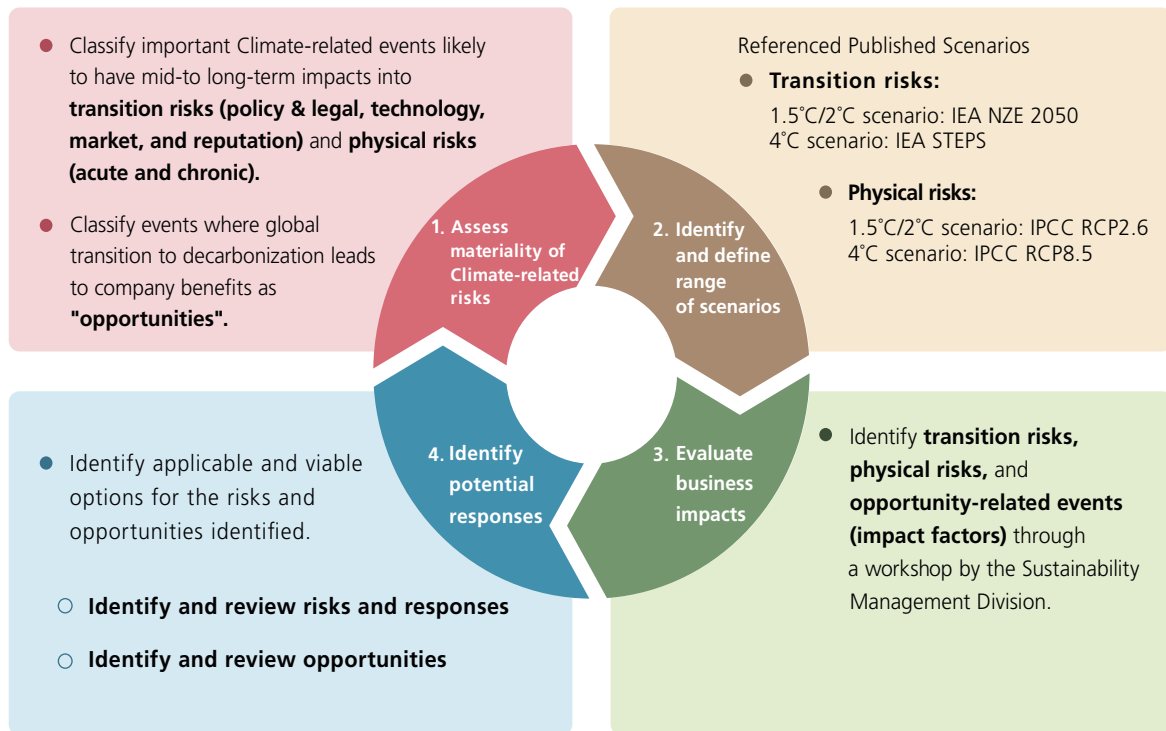 Classify important Climate-related events likely
to have mid-to long-term impacts into
transition risks (policy & legal, technology,
market, and reputation) and physical risks
(acute and chronic).
Classify events where global
transition to decarbonization leads
to company benefits as
"opportunities".
Referenced Published Scenarios
Transition risks:
1.5˚C/2˚C scenario: IEA NZE 2050
4˚C scenario: IEA STEPS
Physical risks:
1.5˚C/2˚C scenario: IPCC RCP2.6
4˚C scenario: IPCC RCP8.5
1. Assess
materiality of
Climate-related
risks
2. Identify
and define
range
of scenarios
3. Evaluate
business
impacts
4. Identify
potential
responses
Identify applicable and viable
options for the risks and
opportunities identified.
Identify and review risks and responses
Identify and review opportunities
Identify transition risks,
physical risks, and
opportunity-related events
(impact factors) through
a workshop by the Sustainability
Management Division.